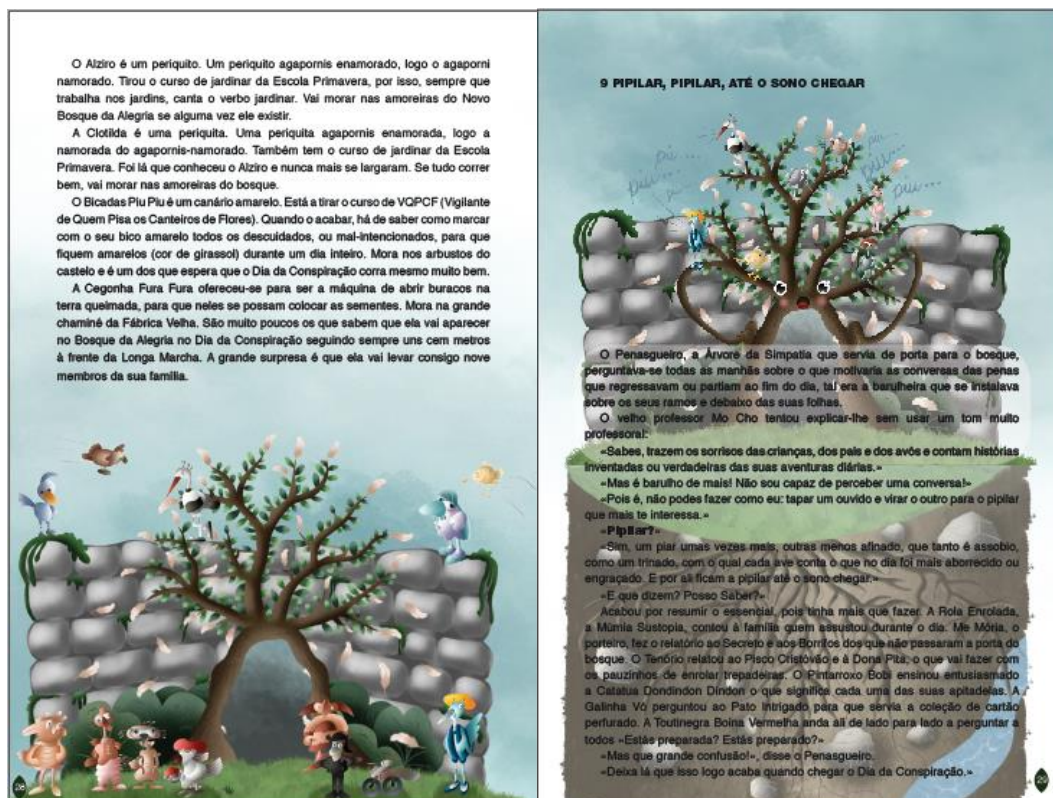 O Alziro é um periquito. Um periquito agapornis enamorado, logo o agaporni
namorado. Tirou o curso de jardinar da Escola Primavera, por isso, sempre que
trabalha nos jardins, canta o verbo jardinar. Vai morar nas amoreiras do Novo
Bosque da Alegria se alguma vez ele existir.
A Clotilda é uma periquita. Uma periquita agapornis enamorada, logo a
namorada do agapornis-namorado. Também tem o curso de jardinar da Escola
Primavera. Foi lá que conheceu o Alziro e nunca mais se largaram. Se tudo correr
bem, vai morar nas amoreiras do bosque.
O Bicadas Piu Piu é um canário amarelo. Está a tirar o curso de VQPCF (Vigilante
de Quem Pisa os Canteiros de Flores). Quando o acabar, há de saber como marcar
com o seu bico amarelo todos os descuidados, ou mal-intencionados, para que
fiquem amarelos (cor de girassol) durante um dia inteiro. Mora nos arbustos do
castelo e é um dos que espera que o Dia da Conspiração corra mesmo muito bem.
A Cegonha Fura Fura ofereceu-se para ser a máquina de abrir buracos na
terra queimada, para que neles se possam colocar as sementes. Mora na grande
chaminé da Fábrica Velha. São muito poucos os que sabem que ela vai aparecer
no Bosque da Alegria no Dia da Conspiração seguindo sempre uns cem metros
à frente da Longa Marcha. A grande surpresa é que ela vai levar consigo nove
membros da sua família.
28
9 PIPILAR, PIPILAR, ATÉ O SONO CHEGAR
piu...
piu...
piu...
O Penasgueiro, a Árvore da Simpatia que servia de porta para o bosque,
perguntava-se todas as manhãs sobre o que motivaria as conversas das penas
que regressavam ou partiam ao fim do dia, tal era a barulheira que se instalava
sobre os seus ramos e debaixo das suas folhas.
O velho professor Mo Cho tentou explicar-lhe sem usar um tom muito
professoral:
«Sabes, trazem os sorrisos das crianças, dos pais e dos avós e contam histórias
inventadas ou verdadeiras das suas aventuras diárias.»
«Mas é barulho de mais! Não sou capaz de perceber uma conversa!»
«Pois é, não podes fazer como eu: tapar um ouvido e virar o outro para o pipilar
que mais te interessa.»
«Pipilar?»
«Sim, um piar umas vezes mais, outras menos afinado, que tanto é assobio,
como um trinado, com o qual cada ave conta o que no dia foi mais aborrecido ou
engraçado. E por ali ficam a pipilar até o sono chegar.»
«E que dizem? Posso Saber?»
Acabou por resumir o essencial, pois tinha mais que fazer. A Rola Enrolada,
a Múmia Sustopia, contou à família quem assustou durante o dia. Me Mória, o
porteiro, fez o relatório ao Secreto e aos Borrifos dos que não passaram a porta do
bosque. O Tenório relatou ao Pisco Cristóvão e à Dona Pita, o que vai fazer com
os pauzinhos de enrolar trepadeiras. O Pintarroxo Bobi ensinou entusiasmado
a Catatua Dondindon Dindon o que significa cada uma das suas apitadelas. A
Galinha Vó perguntou ao Pato Intrigado para que servia a coleção de cartão
perfurado. A Toutinegra Boina Vermelha anda ali de lado para lado a perguntar a
todos «Estás preparada? Estás preparado?»
«Mas que grande confusão!», disse o Penasgueiro.
«Deixa lá que isso logo acaba quando chegar o Dia da Conspiração.»
29